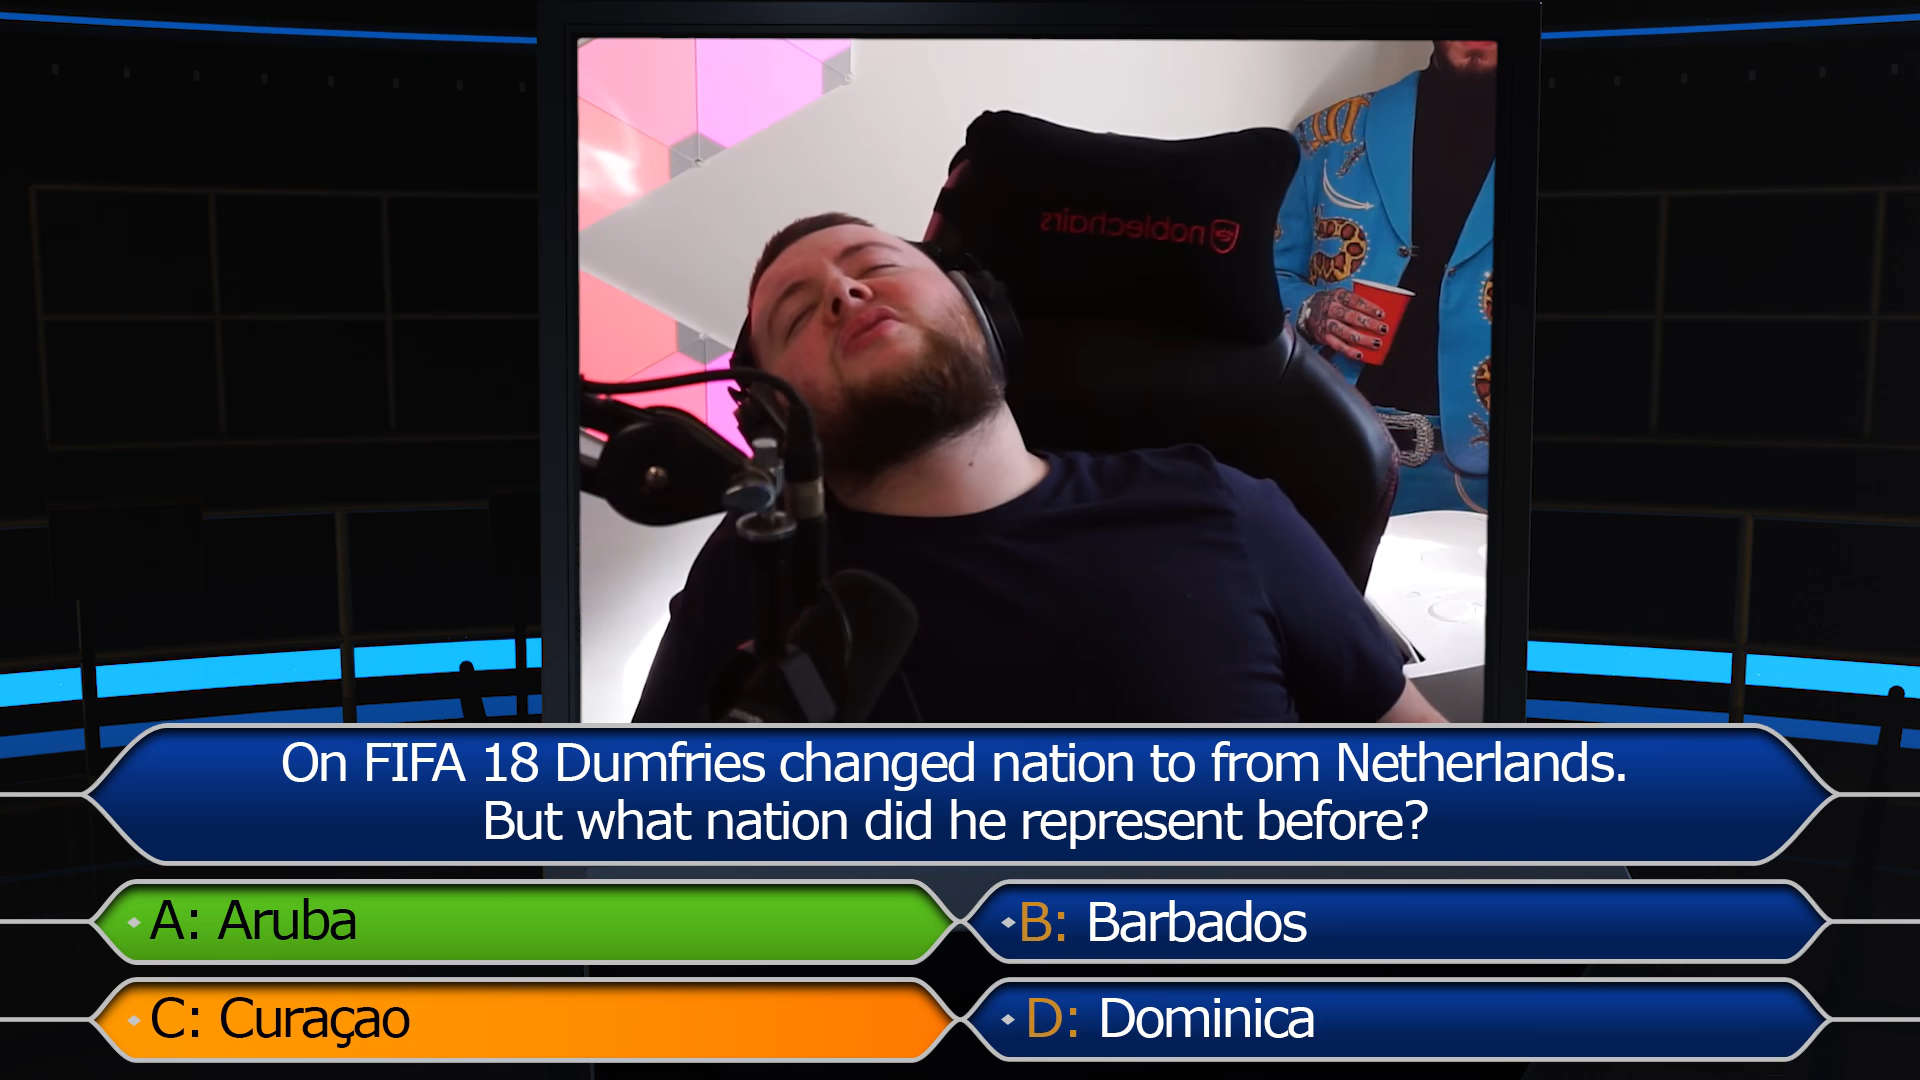 noblechairs
On FIFA 18 Dumfries changed nation to from Netherlands.
But what nation did he represent before?
A: Aruba
B: Barbados
C: Curaçao
D: Dominica